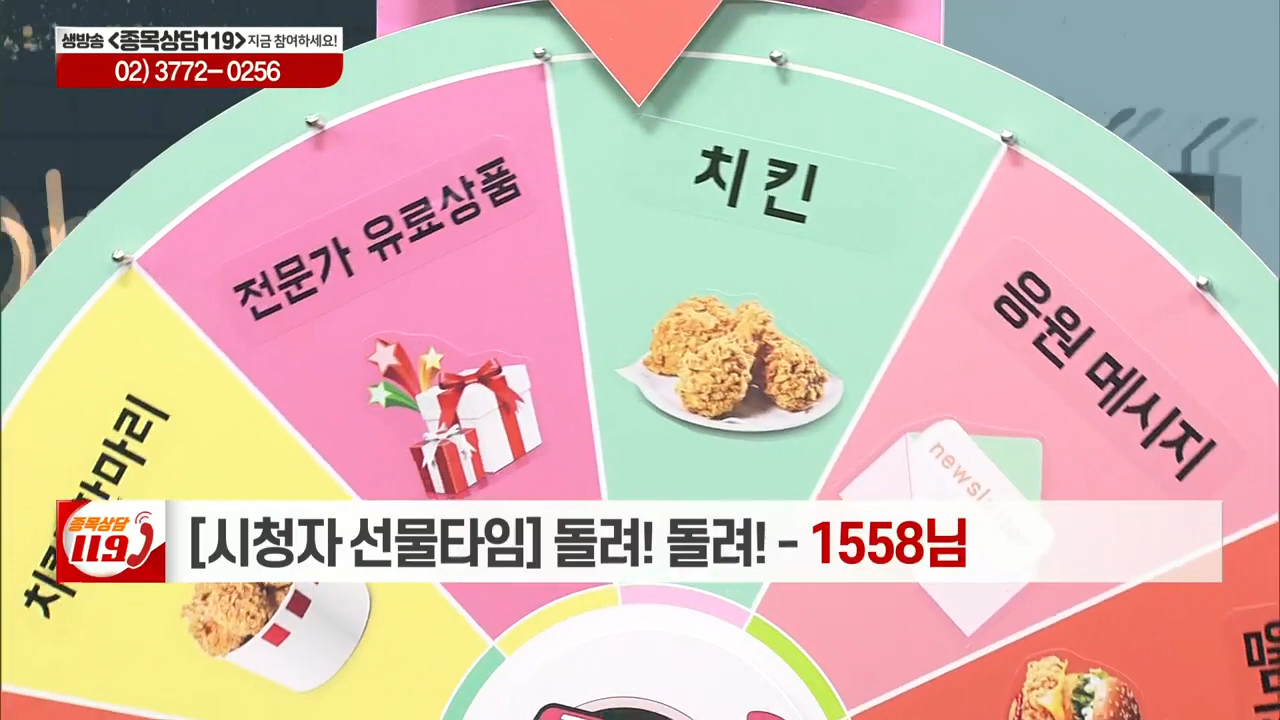 생방송 <종목상담119> 지금 참여하세요!
02) 3772-0256
치킨
전문가 유료상품
응원 메시지
종목상담
119
[시청자 선물타임] 돌려! 돌려! - 1558님